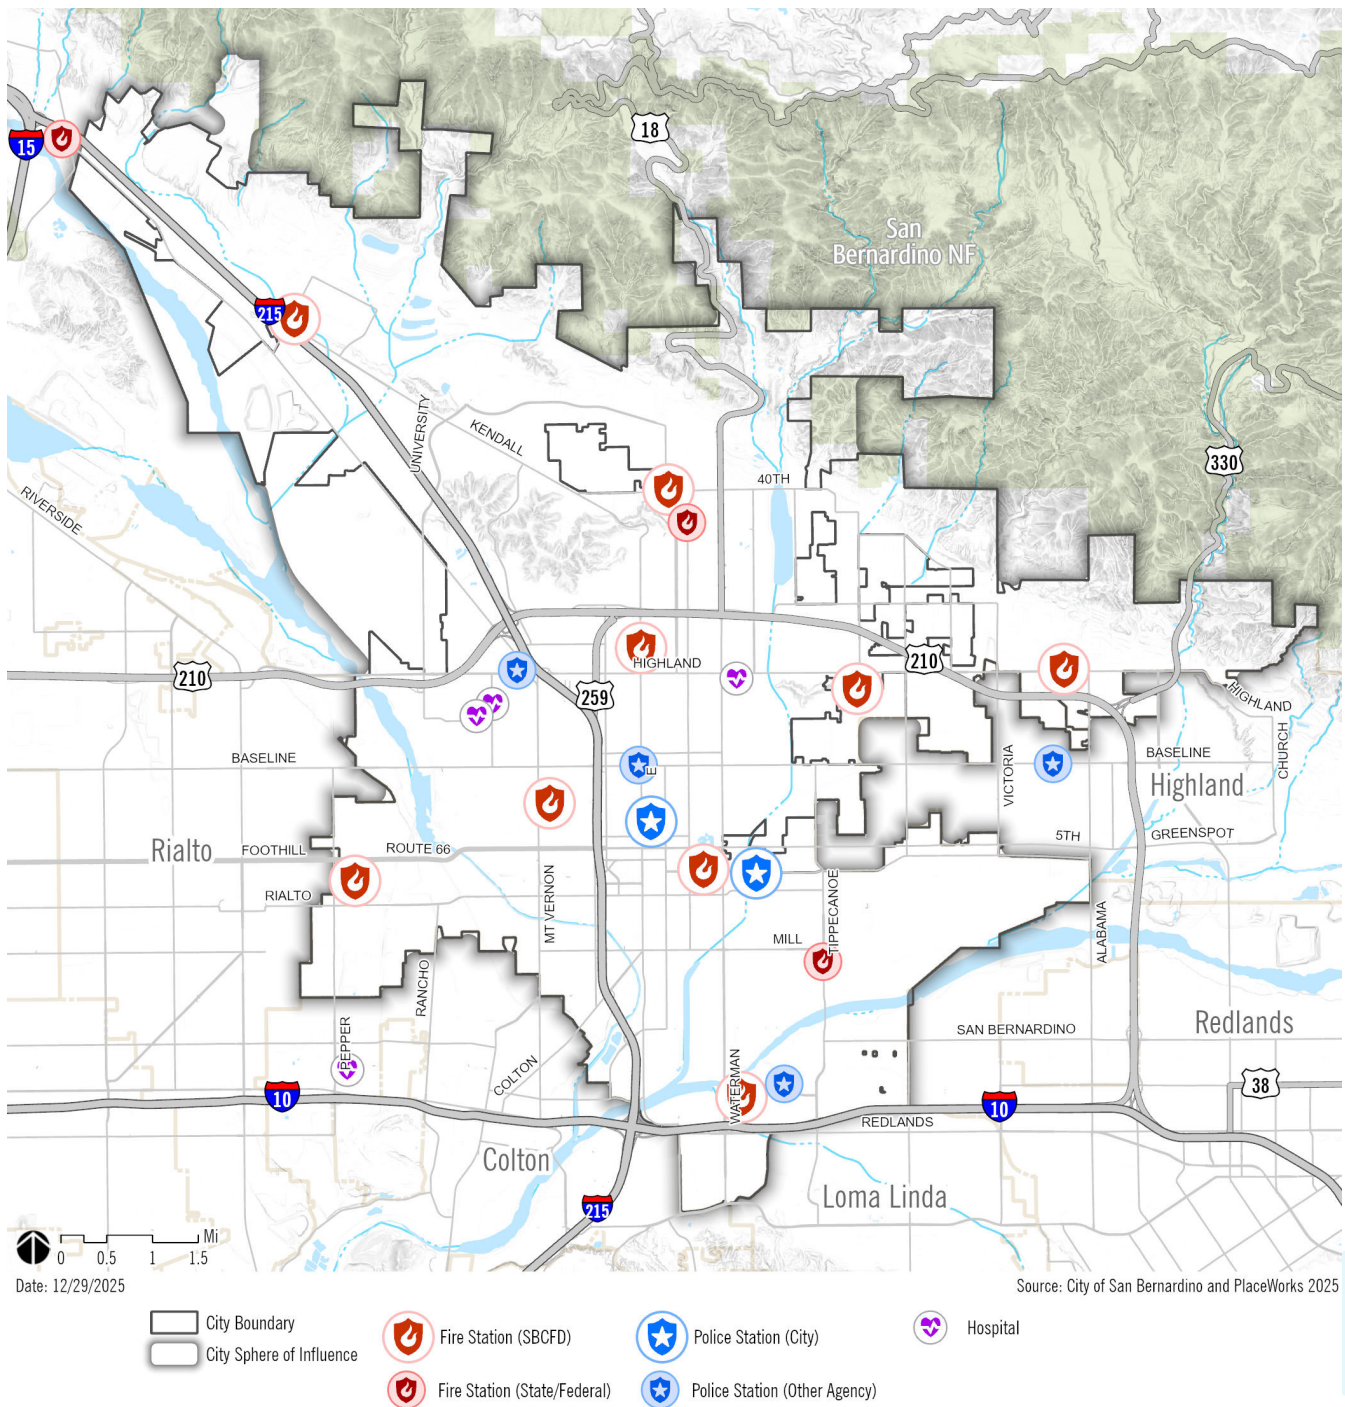 18
15
San
Bernardino NF
215
UNIVERSITY
KENDALL
330
40TH
RIVERSIDE
HIGHLAND
210
210
259
HIGHLAND
CHURCH
BASELINE
E
VICTORIA
BASELINE
Highland
5TH
GREENSPOT
Rialto
FOOTHILL
ROUTE 66
RIALTO
MT VERNON
TIPPECANOE
MILL
ALABAMA
RANCHO
PEPPER
COLTON
WATERMAN
SAN BERNARDINO
Redlands
10
10
38
REDLANDS
Colton
Loma Linda
215
Mi
0 0.5 1 1.5
Date: 12/29/2025
Source: City of San Bernardino and PlaceWorks 2025
City Boundary
City Sphere of Influence
Fire Station (SBCFD)
Fire Station (State/Federal)
Police Station (City)
Police Station (Other Agency)
Hospital